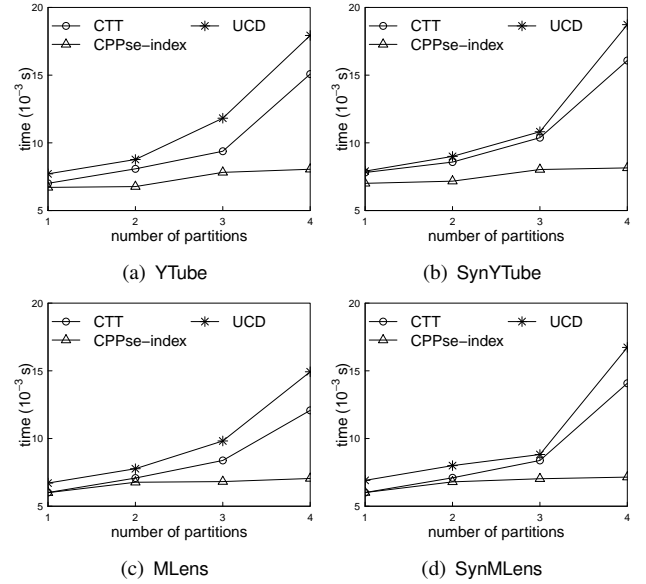 20
15
10
5
time (10⁻³ s)
CTT
CPPse-index
UCD
1 2 3 4
number of partitions
(a) YTube
20
15
10
5
time (10⁻³ s)
CTT
CPPse-index
UCD
1 2 3 4
number of partitions
(b) SynYTube
20
15
10
5
time (10⁻³ s)
CTT
CPPse-index
UCD
1 2 3 4
number of partitions
(c) MLens
20
15
10
5
time (10⁻³ s)
CTT
CPPse-index
UCD
1 2 3 4
number of partitions
(d) SynMLens